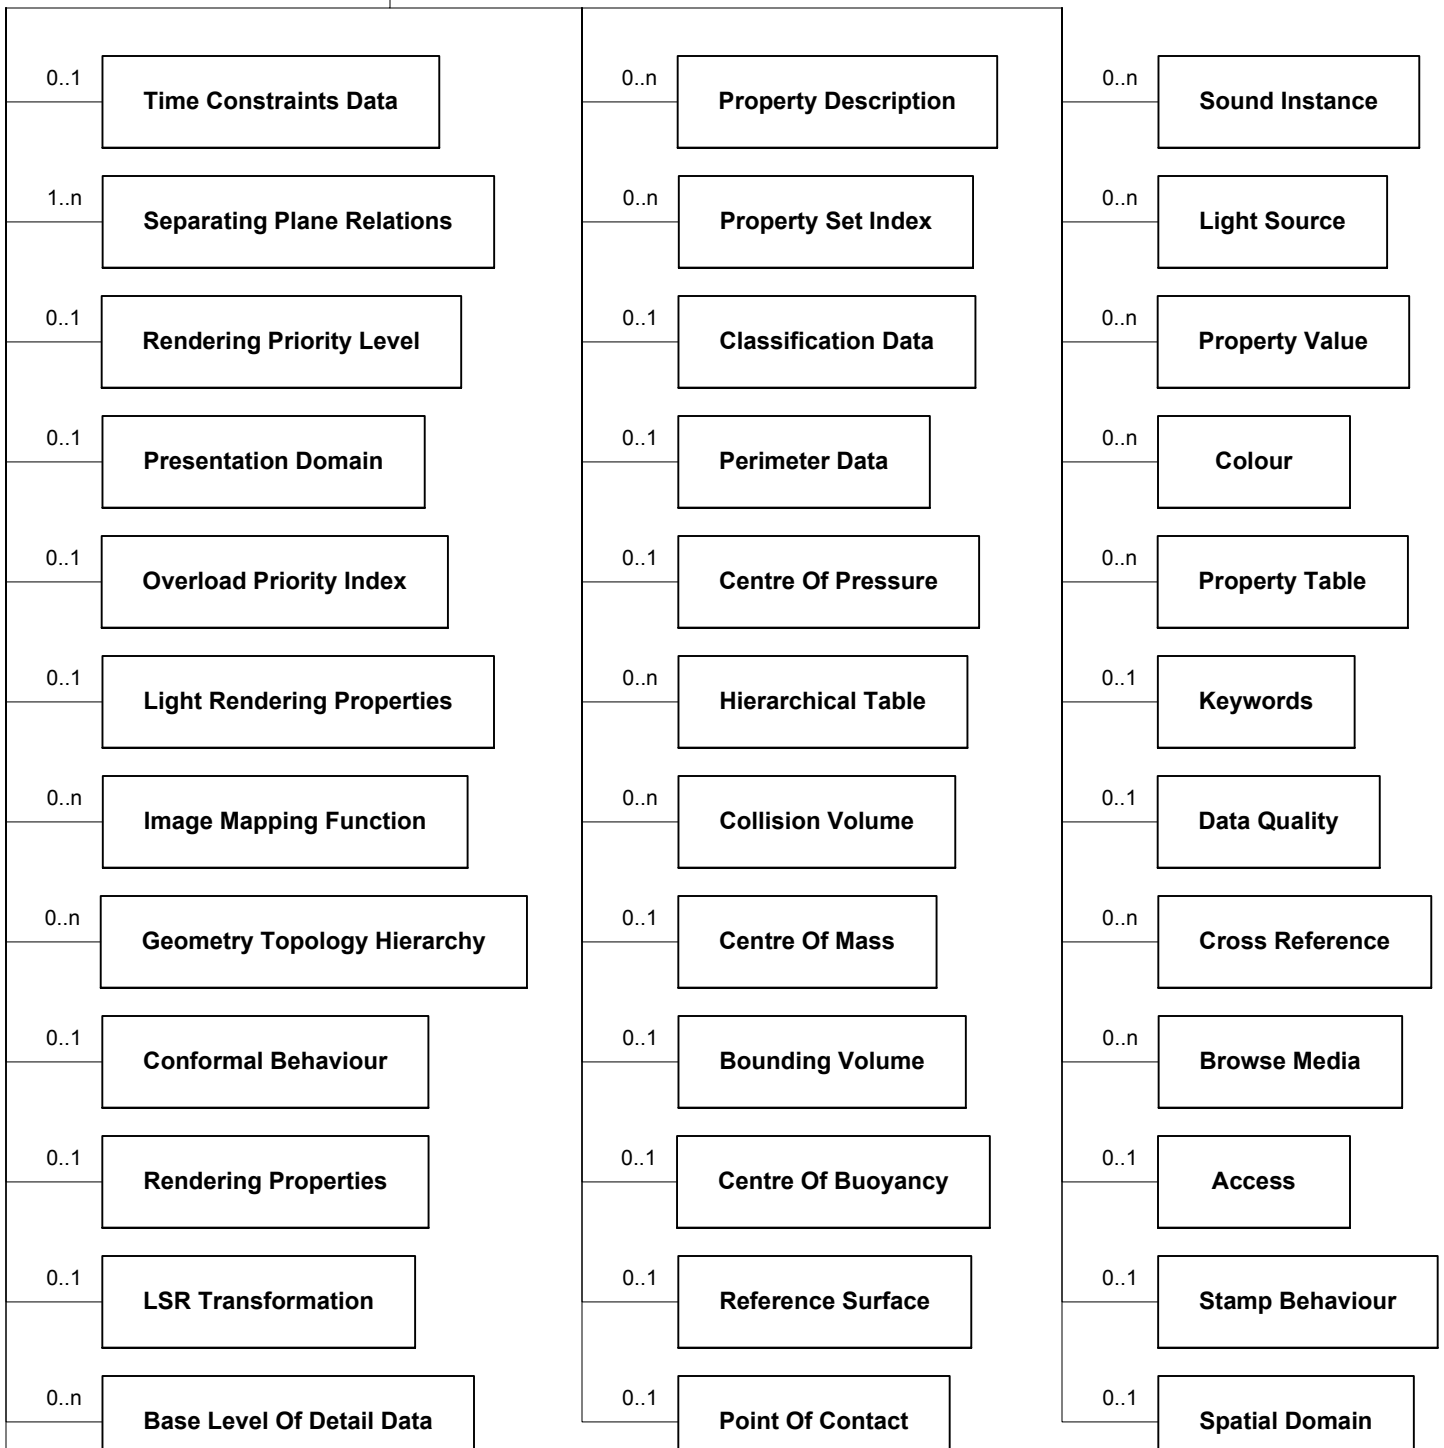 0..1
Time Constraints Data
1..n
Separating Plane Relations
0..1
Rendering Priority Level
0..1
Presentation Domain
0..1
Overload Priority Index
0..1
Light Rendering Properties
0..n
Image Mapping Function
0..n
Geometry Topology Hierarchy
0..1
Conformal Behaviour
0..1
Rendering Properties
0..1
LSR Transformation
0..n
Base Level Of Detail Data
0..n
Property Description
0..n
Property Set Index
0..1
Classification Data
0..1
Perimeter Data
0..1
Centre Of Pressure
0..n
Hierarchical Table
0..n
Collision Volume
0..1
Centre Of Mass
0..1
Bounding Volume
0..1
Centre Of Buoyancy
0..1
Reference Surface
0..1
Point Of Contact
0..n
Sound Instance
0..n
Light Source
0..n
Property Value
0..n
Colour
0..n
Property Table
0..1
Keywords
0..1
Data Quality
0..n
Cross Reference
0..n
Browse Media
0..1
Access
0..1
Stamp Behaviour
0..1
Spatial Domain